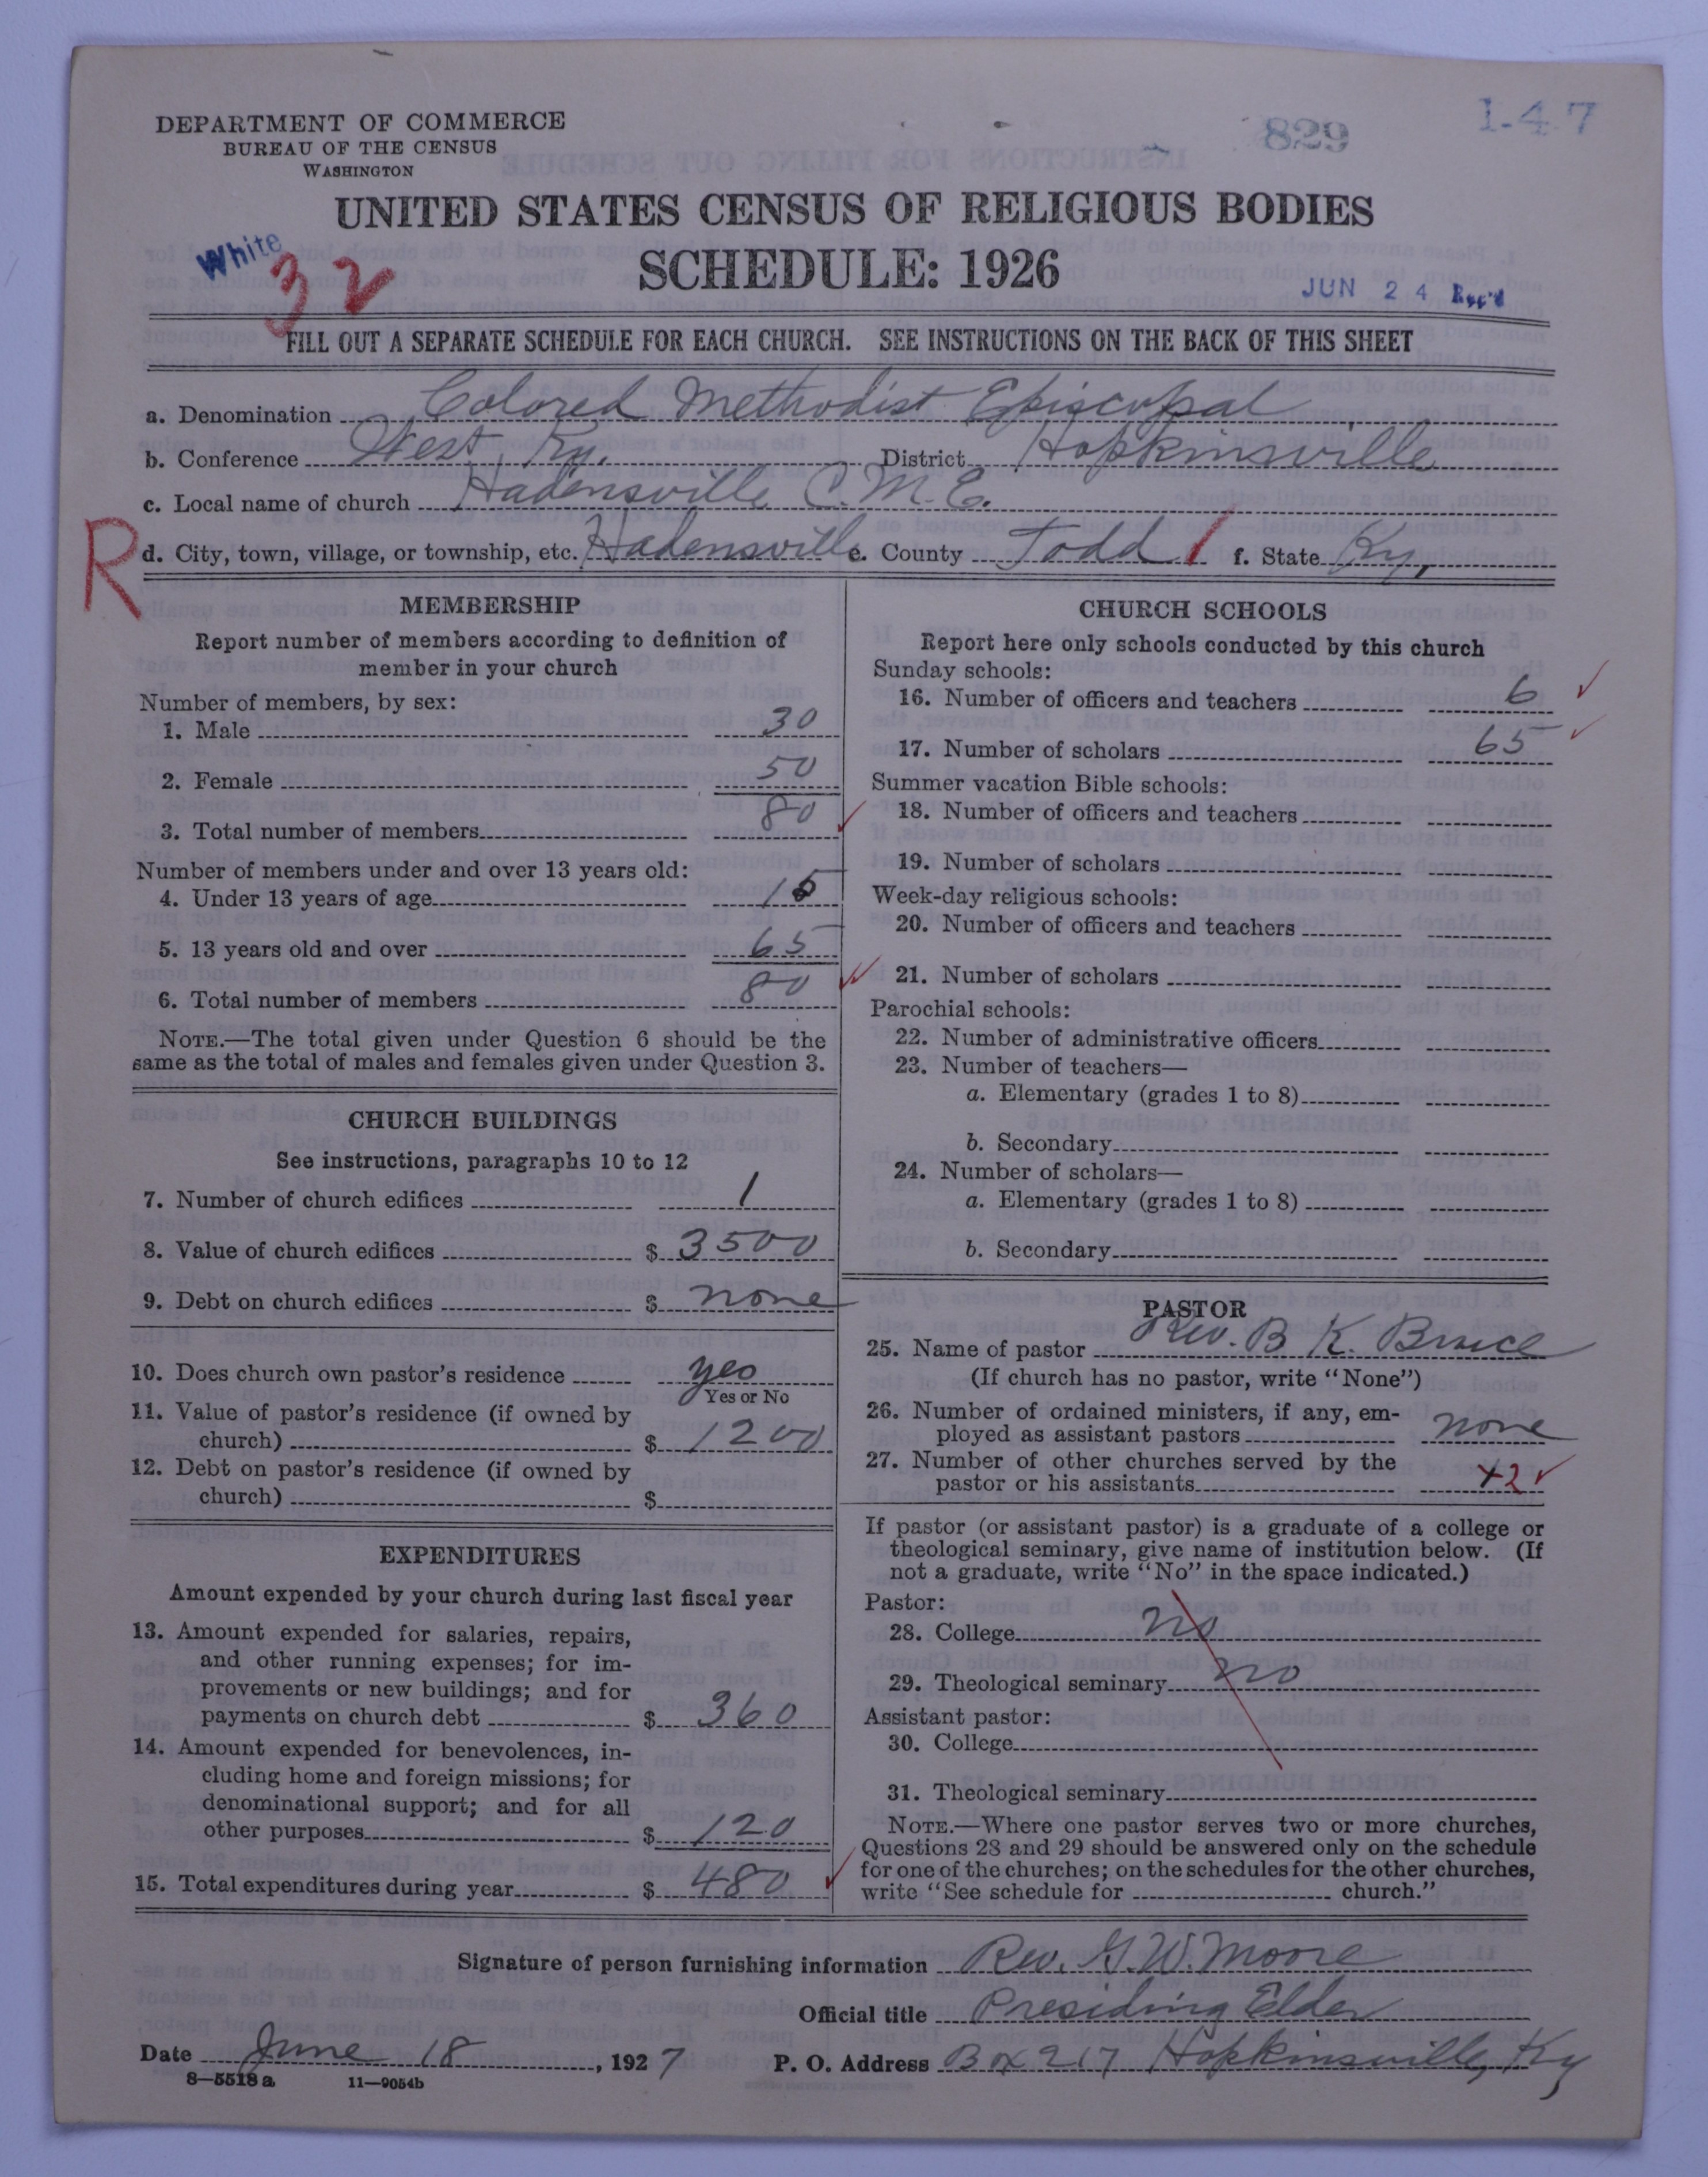 DEPARTMENT OF COMMERCE
BUREAU OF THE CENSUS
WASHINGTON
829
1-47
UNITED STATES CENSUS OF RELIGIOUS BODIES
SCHEDULE: 1926
White
32
JUN 24 Rec'd
FILL OUT A SEPARATE SCHEDULE FOR EACH CHURCH. SEE INSTRUCTIONS ON THE BACK OF THIS SHEET
a. Denomination Colored Methodist Episcopal
b. Conference West Ky. District Hopkinsville
c. Local name of church Hadensville C.M.E.
R
d. City, town, village, or township, etc. Hadensville e. County Todd f. State Ky,
MEMBERSHIP
Report number of members according to definition of
member in your church
Number of members, by sex:
1. Male 30
2. Female 50
3. Total number of members 80
Number of members under and over 13 years old:
4. Under 13 years of age 15
5. 13 years old and over 65
6. Total number of members 80
NOTE.—The total given under Question 6 should be the
same as the total of males and females given under Question 3.
CHURCH BUILDINGS
See instructions, paragraphs 10 to 12
7. Number of church edifices 1
8. Value of church edifices $ 3500
9. Debt on church edifices $ none
10. Does church own pastor's residence yes
Yes or No
11. Value of pastor's residence (if owned by
church) $ 1200
12. Debt on pastor's residence (if owned by
church) $
EXPENDITURES
Amount expended by your church during last fiscal year
13. Amount expended for salaries, repairs,
and other running expenses; for im-
provements or new buildings; and for
payments on church debt $ 360
14. Amount expended for benevolences, in-
cluding home and foreign missions; for
denominational support; and for all
other purposes $ 120
15. Total expenditures during year $ 480
CHURCH SCHOOLS
Report here only schools conducted by this church
Sunday schools:
16. Number of officers and teachers 6
17. Number of scholars 65
Summer vacation Bible schools:
18. Number of officers and teachers
19. Number of scholars
Week-day religious schools:
20. Number of officers and teachers
21. Number of scholars
Parochial schools:
22. Number of administrative officers
23. Number of teachers—
a. Elementary (grades 1 to 8)
b. Secondary
24. Number of scholars—
a. Elementary (grades 1 to 8)
b. Secondary
PASTOR
25. Name of pastor Rev. B K. Bruce
(If church has no pastor, write "None")
26. Number of ordained ministers, if any, em-
ployed as assistant pastors none
27. Number of other churches served by the
pastor or his assistants 2
If pastor (or assistant pastor) is a graduate of a college or
theological seminary, give name of institution below. (If
not a graduate, write "No" in the space indicated.)
Pastor:
28. College no
29. Theological seminary no
Assistant pastor:
30. College
31. Theological seminary
NOTE.—Where one pastor serves two or more churches,
Questions 28 and 29 should be answered only on the schedule
for one of the churches; on the schedules for the other churches,
write "See schedule for church."
Signature of person furnishing information Rev. G.W. Moore
Official title Presiding Elder
Date June 18, 1927 P. O. Address Box 217 Hopkinsville, Ky
8—5518a 11—9054b